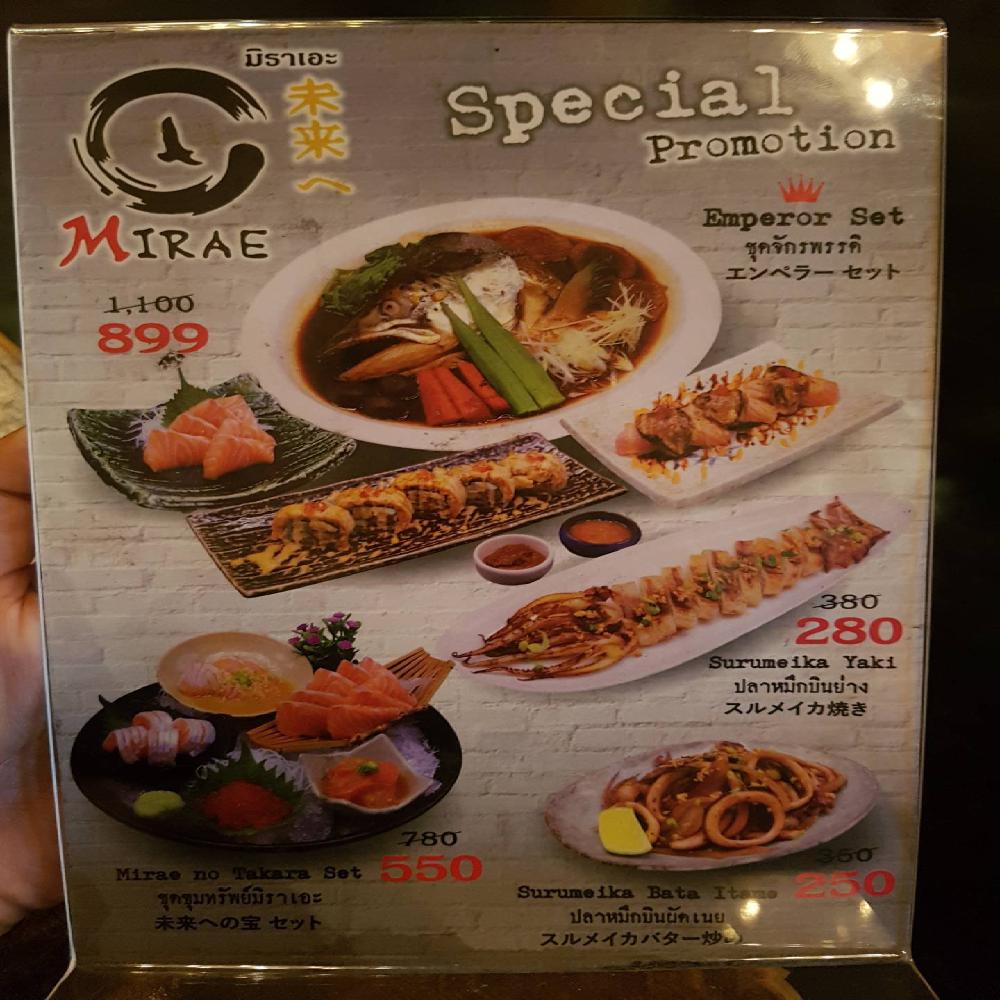 มิราเอะ
未来へ
MIRAE
Special
Promotion
Emperor Set
ชุดจักรพรรดิ
エンペラー セット
1,100
899
380
280
Surumeika Yaki
ปลาหมึกบินย่าง
スルメイカ焼き
780
550
Mirae no Takara Set
ชุดขุมทรัพย์มิราเอะ
未来への宝 セット
350
250
Surumeika Bata Itame
ปลาหมึกบินผัดเนย
スルメイカバター炒め